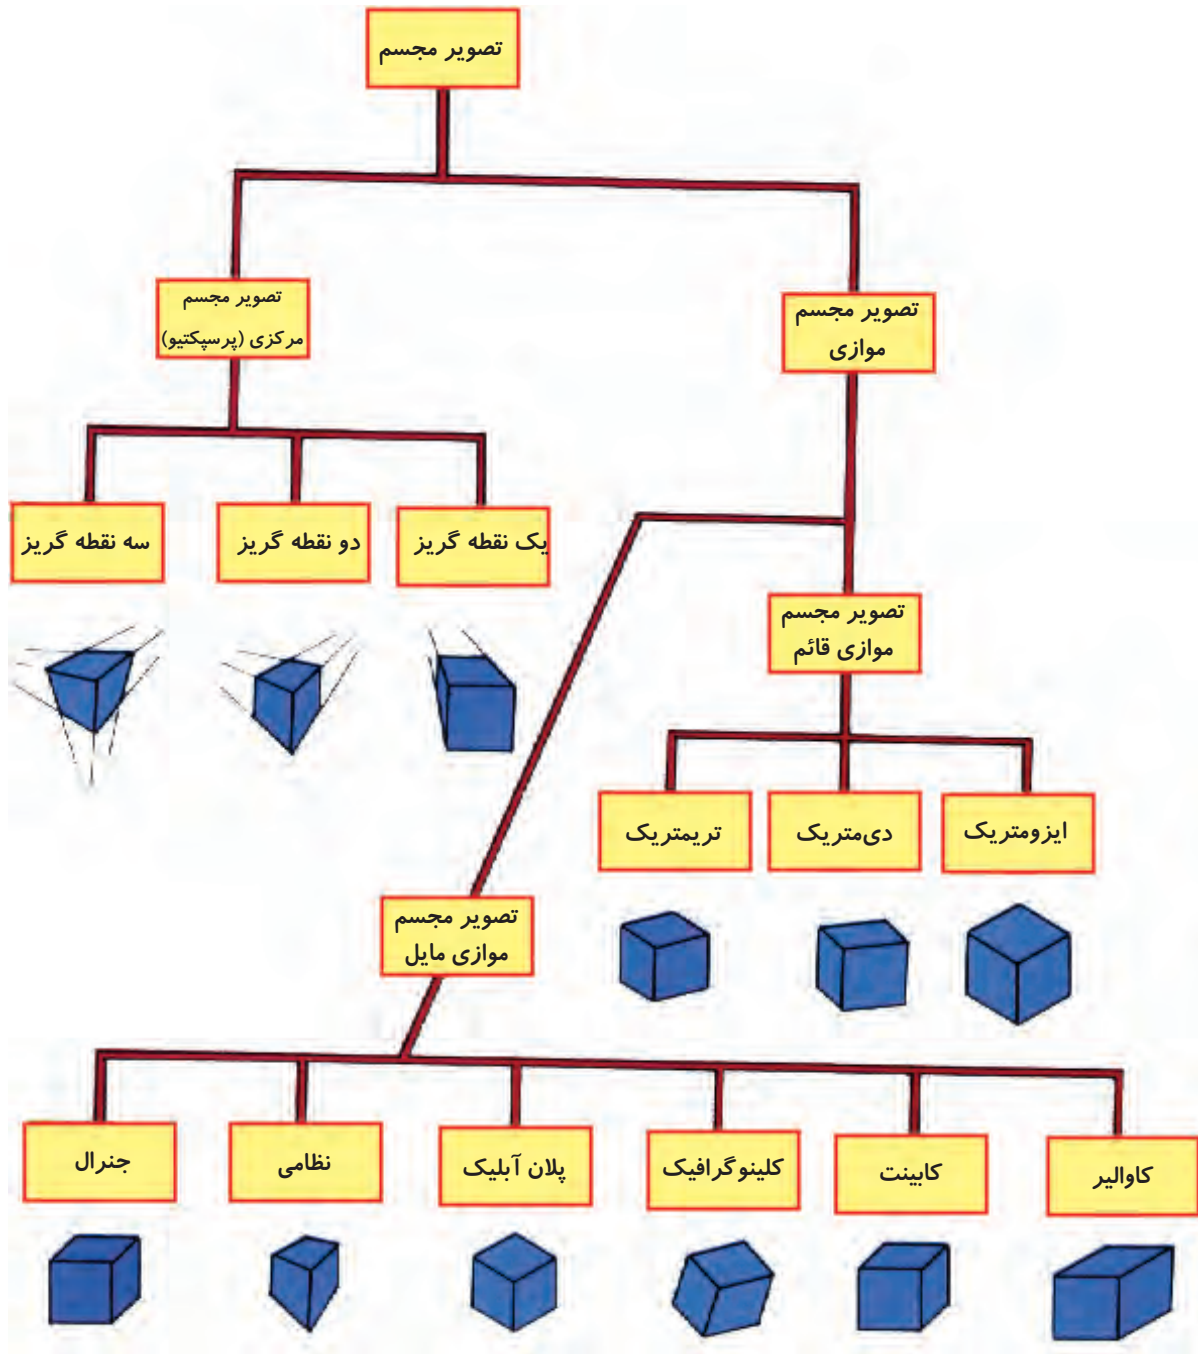 تصویر مجسم
تصویر مجسم
موازی
تصویر مجسم
مرکزی (پرسپکتیو)
یک نقطه گریز
دو نقطه گریز
سه نقطه گریز
تصویر مجسم
موازی قائم
ایزومتریک
دی‌متریک
تریمتریک
تصویر مجسم
موازی مایل
کاوالیر
کابینت
کلینوگرافیک
پلان آبلیک
نظامی
جنرال